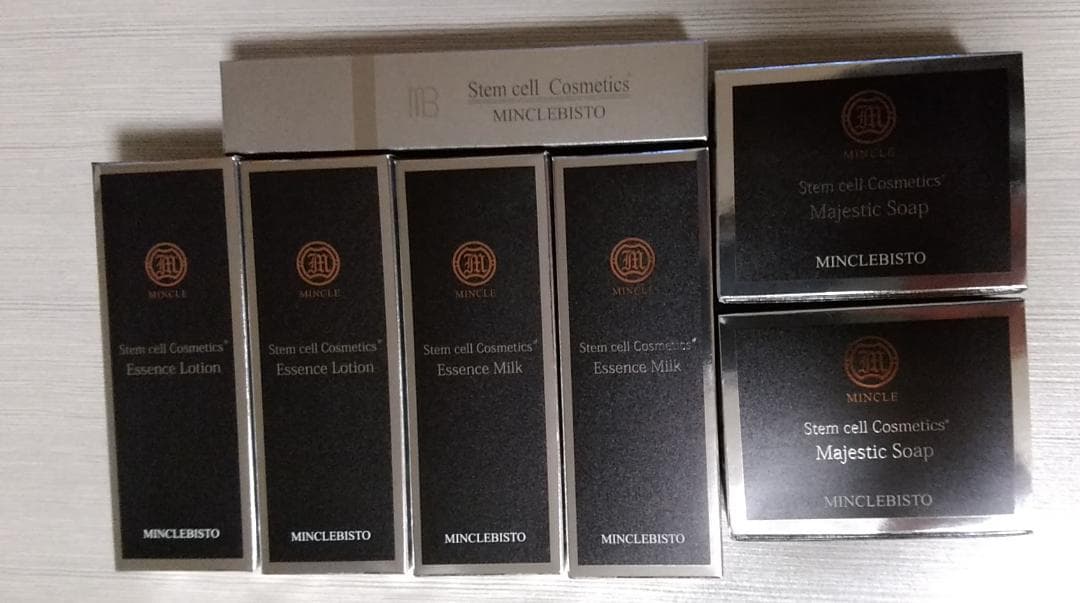 MB
Stem cell Cosmetics
MINCLEBISTO
M
MINCLE
Stem cell Cosmetics®
Essence Lotion
MINCLEBISTO
M
MINCLE
Stem cell Cosmetics®
Essence Lotion
MINCLEBISTO
M
MINCLE
Stem cell Cosmetics®
Essence Milk
MINCLEBISTO
M
MINCLE
Stem cell Cosmetics®
Essence Milk
MINCLEBISTO
M
MINCLE
Stem cell Cosmetics®
Majestic Soap
MINCLEBISTO
M
MINCLE
Stem cell Cosmetics®
Majestic Soap
MINCLEBISTO